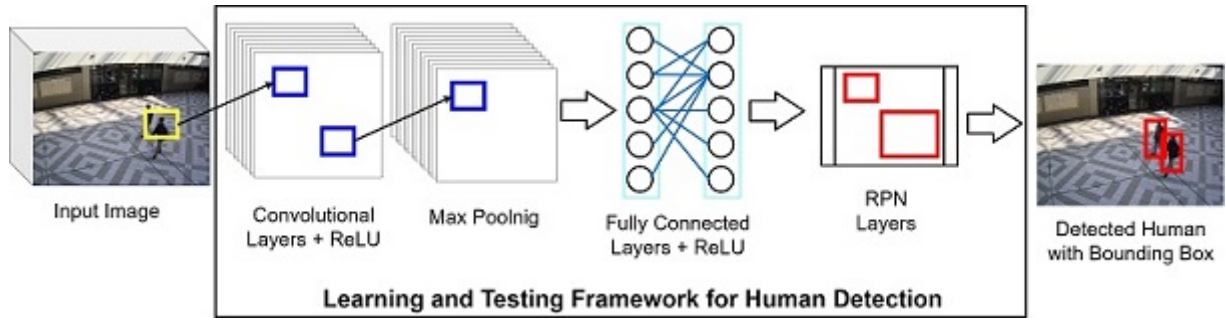 Input Image
Convolutional
Layers + ReLU
Max Poolnig
Fully Connected
Layers + ReLU
RPN
Layers
Detected Human
with Bounding Box
Learning and Testing Framework for Human Detection